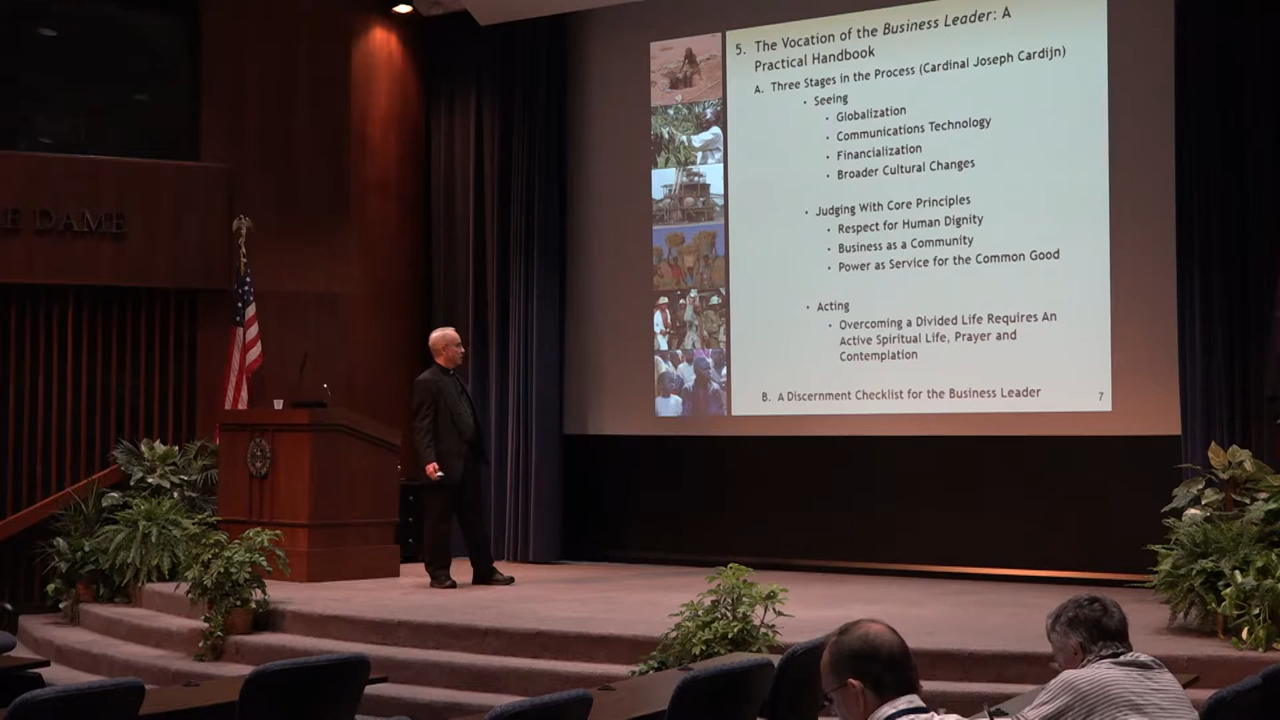 E DAME
5. The Vocation of the Business Leader: A
Practical Handbook
A. Three Stages in the Process (Cardinal Joseph Cardijn)
• Seeing
• Globalization
• Communications Technology
• Financialization
• Broader Cultural Changes
• Judging With Core Principles
• Respect for Human Dignity
• Business as a Community
• Power as Service for the Common Good
• Acting
• Overcoming a Divided Life Requires An
Active Spiritual Life, Prayer and
Contemplation
B. A Discernment Checklist for the Business Leader
7